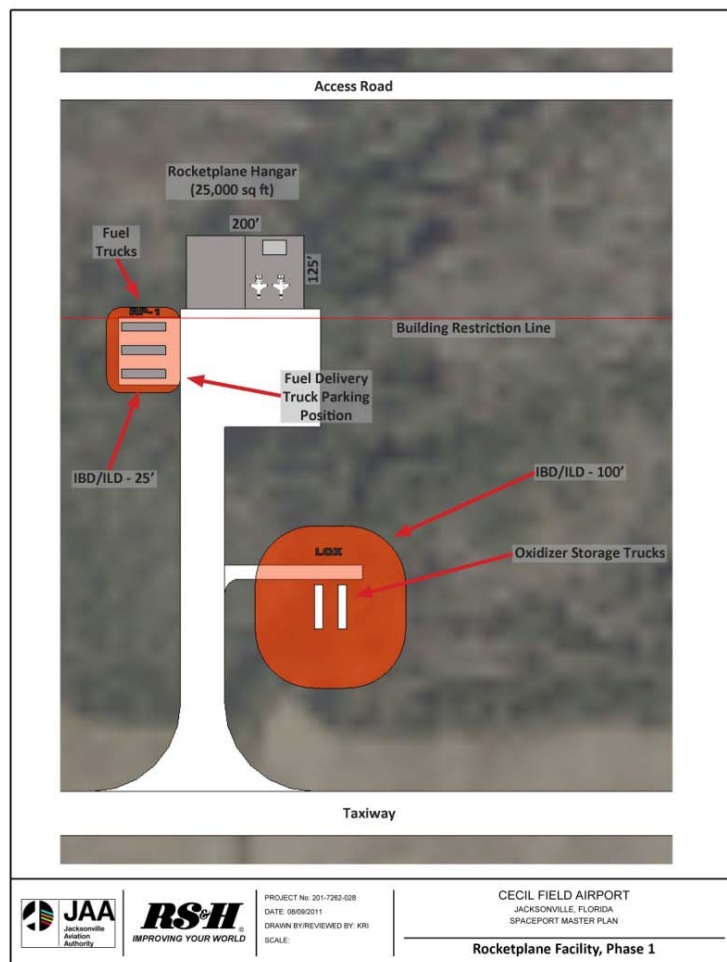 Access Road
Rocketplane Hangar
(25,000 sq ft)
200'
125'
Fuel
Trucks
RP-1
Building Restriction Line
Fuel Delivery
Truck Parking
Position
IBD/ILD - 25'
IBD/ILD - 100'
LOX
Oxidizer Storage Trucks
Taxiway
JAA
Jacksonville
Aviation
Authority
RS&H®
IMPROVING YOUR WORLD
PROJECT No: 201-7262-028
DATE: 08/09/2011
DRAWN BY/REVIEWED BY: KRI
SCALE:
CECIL FIELD AIRPORT
JACKSONVILLE, FLORIDA
SPACEPORT MASTER PLAN
Rocketplane Facility, Phase 1